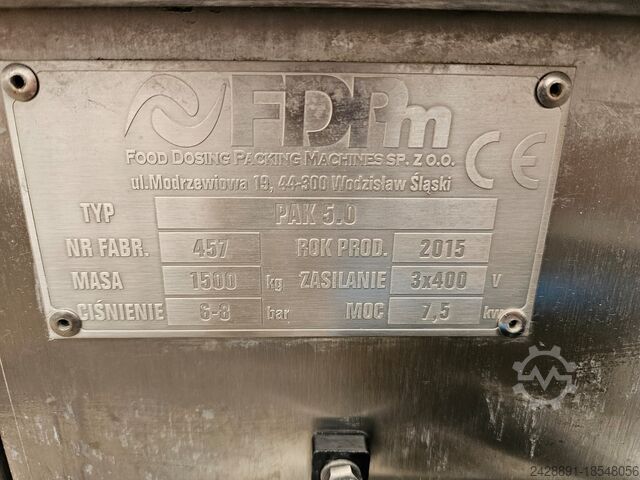 FDPm
FOOD DOSING PACKING MACHINES SP. Z O.O.
ul.Modrzewiowa 19, 44-300 Wodzisław Śląski
CE
TYP PAK 5.0
NR FABR. 457 ROK PROD. 2015
MASA 1500 kg ZASILANIE 3x400 V
CIŚNIENIE 6-8 bar MOC 7,5 kw
2428891-18548056